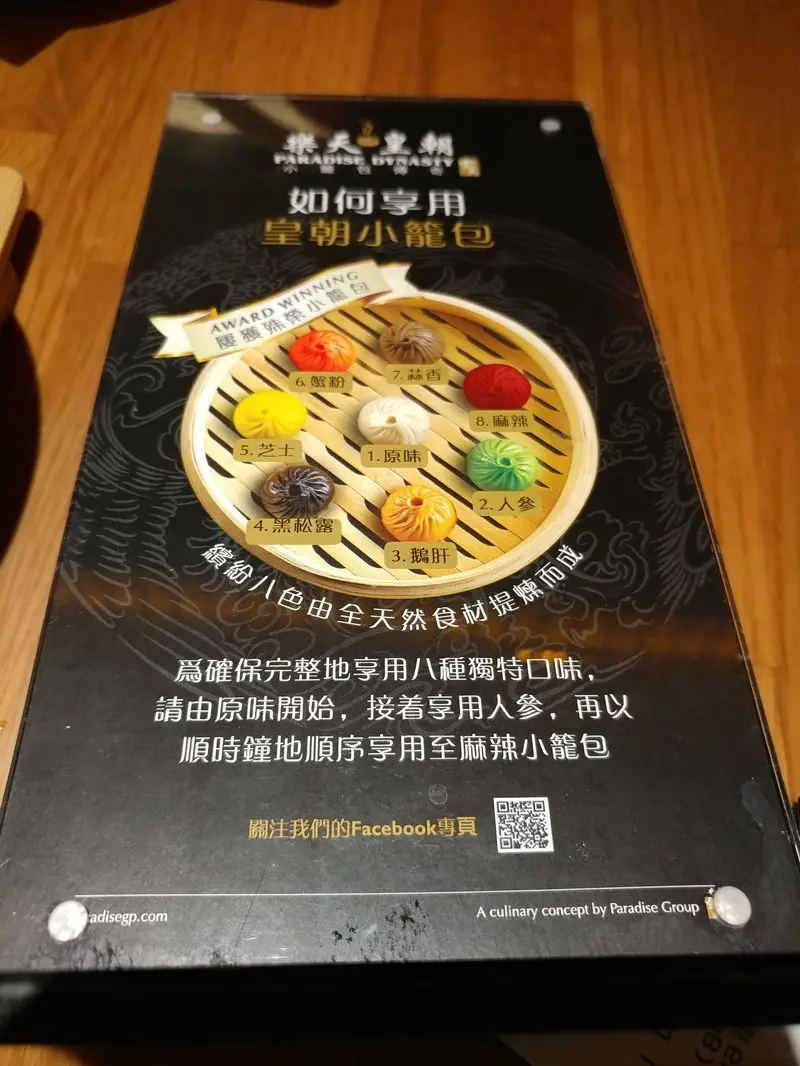 樂天皇朝
PARADISE DYNASTY
小籠包傳奇
如何享用
皇朝小籠包
AWARD WINNING
屢獲殊榮小籠包
6. 蟹粉
7. 蒜香
8. 麻辣
5. 芝士
1. 原味
2. 人參
4. 黑松露
3. 鵝肝
繽紛八色由全天然食材提煉而成
爲確保完整地享用八種獨特口味，
請由原味開始，接着享用人參，再以
順時鐘地順序享用至麻辣小籠包
關注我們的Facebook專頁
radisegp.com
A culinary concept by Paradise Group